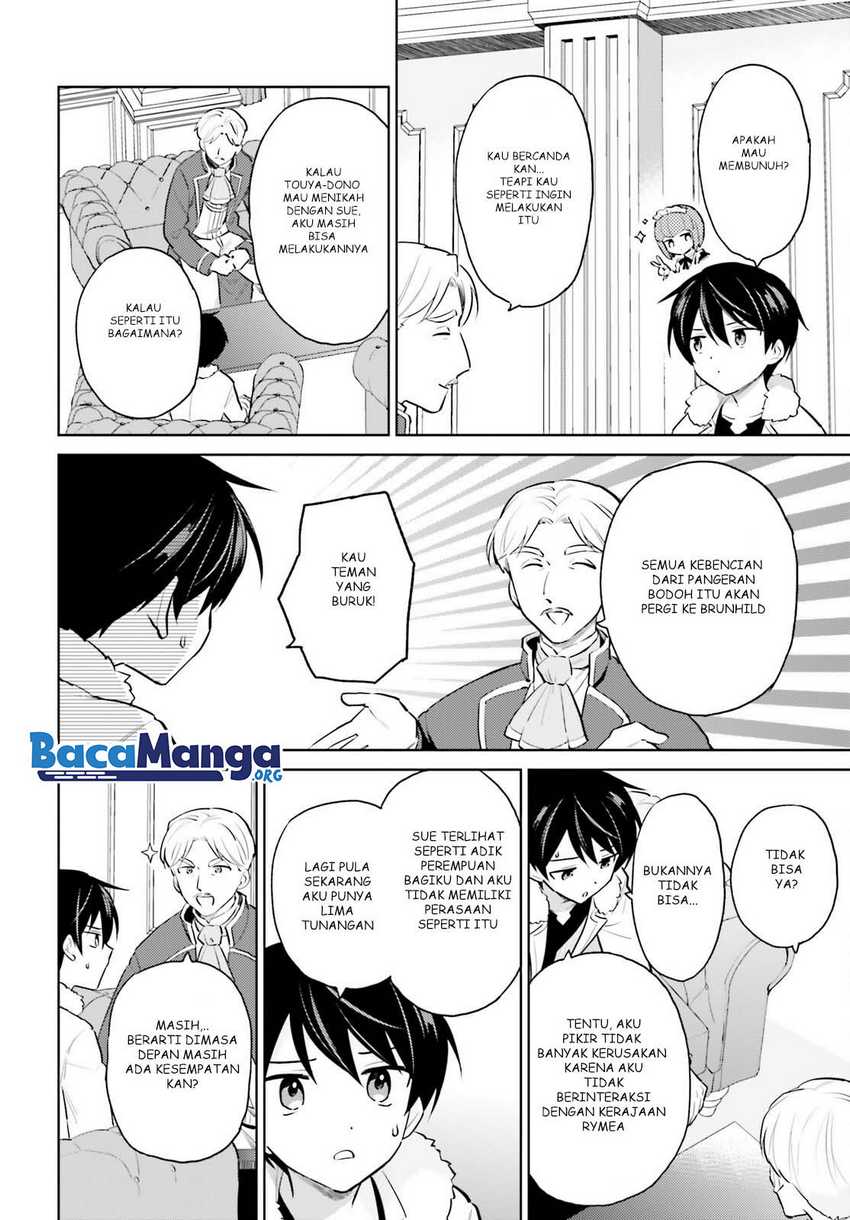 APAKAH
MAU
MEMBUNUH?
KAU BERCANDA
KAN...
TEAPI KAU
SEPERTI INGIN
MELAKUKAN
ITU
KALAU
TOUYA-DONO
MAU MENIKAH
DENGAN SUE,
AKU MASIH
BISA
MELAKUKANNYA
KALAU
SEPERTI ITU
BAGAIMANA?
SEMUA KEBENCIAN
DARI PANGERAN
BODOH ITU AKAN
PERGI KE BRUNHILD
KAU
TEMAN
YANG
BURUK!
BacaManga
.ORG
TIDAK
BISA
YA?
BUKANNYA
TIDAK
BISA...
TENTU, AKU
PIKIR TIDAK
BANYAK KERUSAKAN
KARENA AKU
TIDAK
BERINTERAKSI
DENGAN KERAJAAN
RYMEA
SUE TERLIHAT
SEPERTI ADIK
PEREMPUAN
BAGIKU DAN AKU
TIDAK MEMILIKI
PERASAAN
SEPERTI ITU
LAGI PULA
SEKARANG
AKU PUNYA
LIMA
TUNANGAN
MASIH,..
BERARTI DIMASA
DEPAN MASIH
ADA KESEMPATAN
KAN?